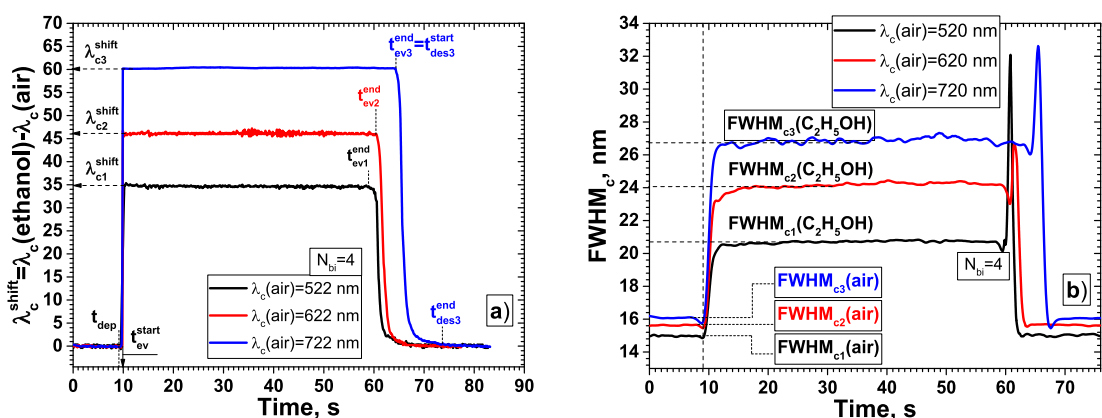 70
65
60
55
50
45
40
35
30
25
20
15
10
5
0
λc^shift=λc(ethanol)-λc(air)
λc3^shift
λc2^shift
λc1^shift
t_ev3^end=t_des3^start
t_ev2^end
t_ev1^end
N_bi=4
λc(air)=522 nm
λc(air)=622 nm
λc(air)=722 nm
a)
t_dep
t_ev^start
t_des3^end
0 10 20 30 40 50 60 70 80 90
Time, s
34
32
30
28
26
24
22
20
18
16
14
FWHM_c, nm
λc(air)=520 nm
λc(air)=620 nm
λc(air)=720 nm
FWHM_c3(C₂H₅OH)
FWHM_c2(C₂H₅OH)
FWHM_c1(C₂H₅OH)
N_bi=4
b)
FWHM_c3(air)
FWHM_c2(air)
FWHM_c1(air)
0 10 20 30 40 50 60 70
Time, s